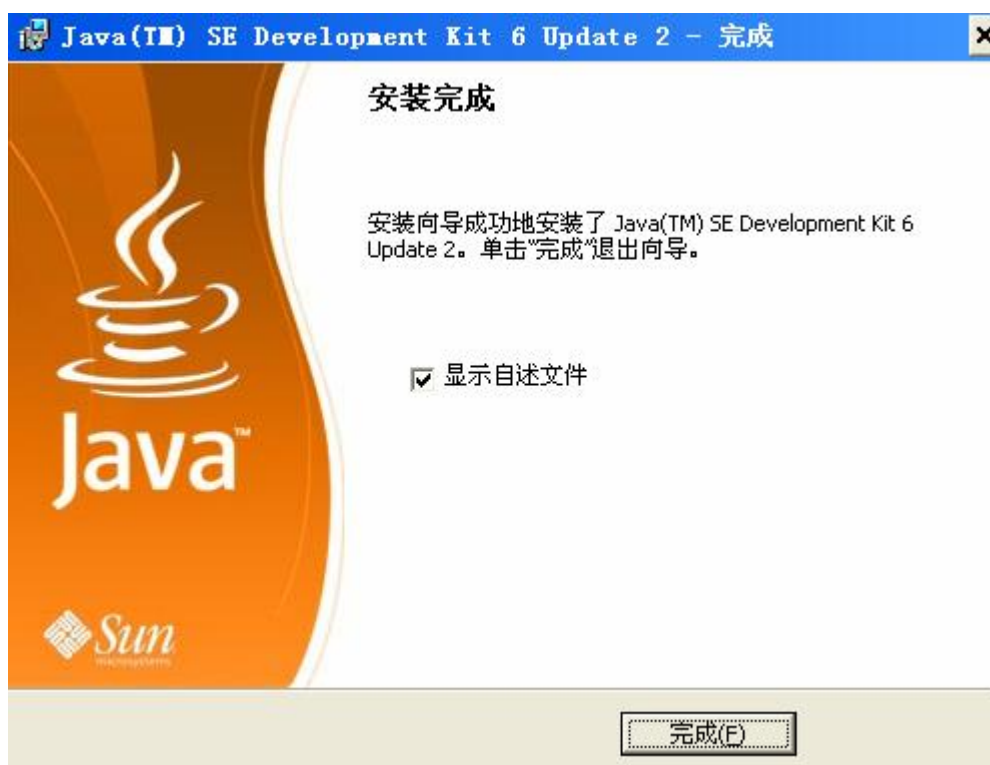 Java(TM) SE Development Kit 6 Update 2 - 完成
安装完成
安装向导成功地安装了 Java(TM) SE Development Kit 6
Update 2。单击“完成”退出向导。
显示自述文件
Java™
Sun
microsystems
完成(F)